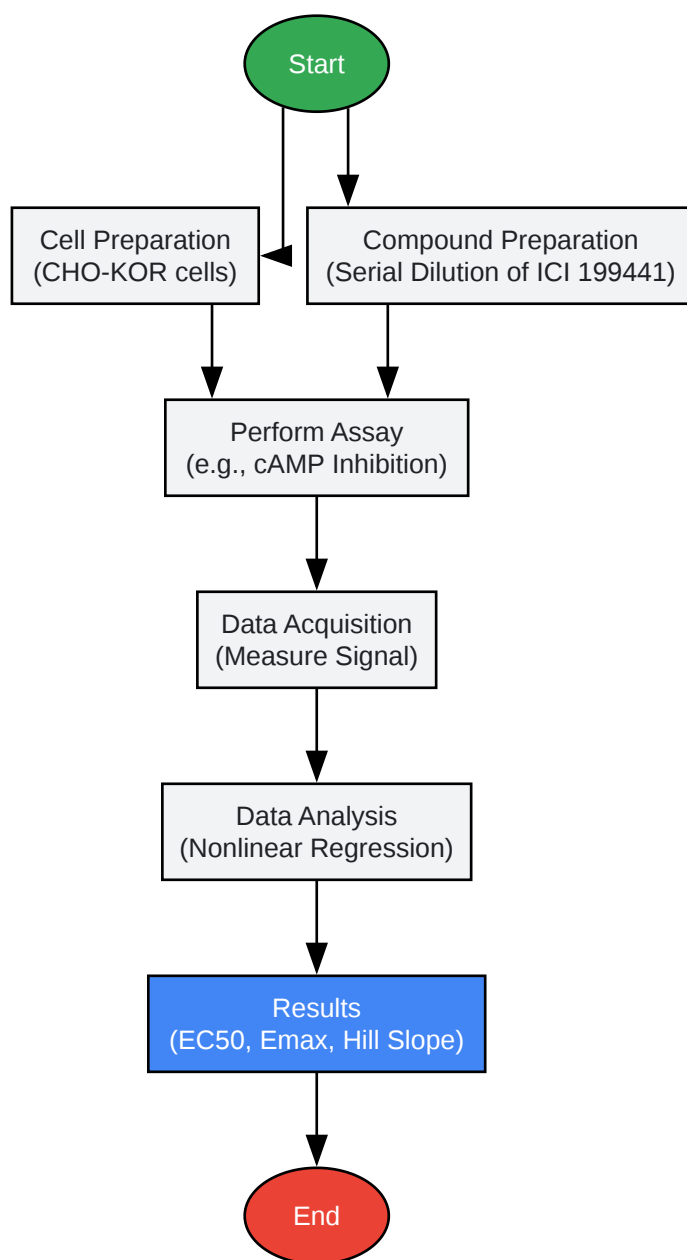 Start
Cell Preparation
(CHO-KOR cells)
Compound Preparation
(Serial Dilution of ICI 199441)
Perform Assay
(e.g., cAMP Inhibition)
Data Acquisition
(Measure Signal)
Data Analysis
(Nonlinear Regression)
Results
(EC50, Emax, Hill Slope)
End